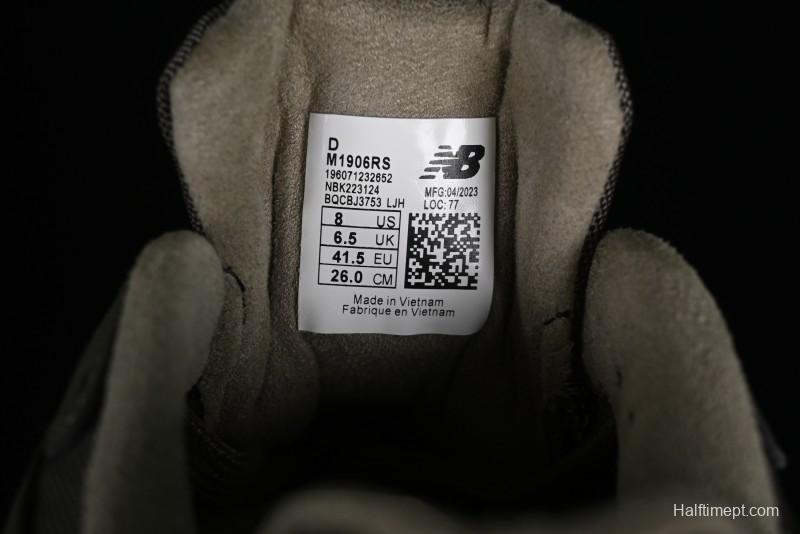 D
M1906RS
196071232652
NBK223124
BQCBJ3753 LJH
NB
MFG:04/2023
LOC: 77
8 US
6.5 UK
41.5 EU
26.0 CM
Made in Vietnam
Fabrique en Vietnam
Halftimept.com